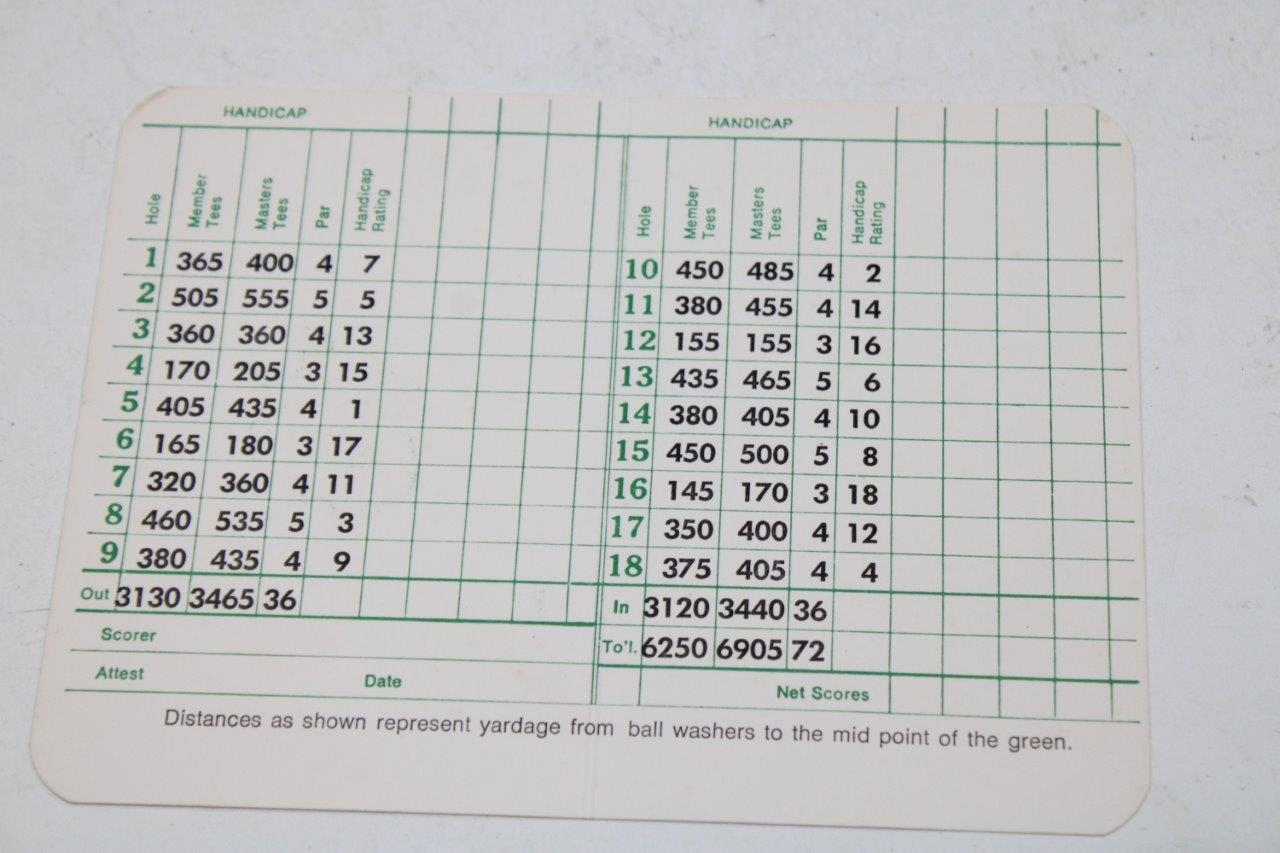 HANDICAP
Hole Member Tees Masters Tees Par Handicap Rating
1 365 400 4 7
2 505 555 5 5
3 360 360 4 13
4 170 205 3 15
5 405 435 4 1
6 165 180 3 17
7 320 360 4 11
8 460 535 5 3
9 380 435 4 9
Out 3130 3465 36
Scorer
Attest Date
HANDICAP
Hole Member Tees Masters Tees Par Handicap Rating
10 450 485 4 2
11 380 455 4 14
12 155 155 3 16
13 435 465 5 6
14 380 405 4 10
15 450 500 5 8
16 145 170 3 18
17 350 400 4 12
18 375 405 4 4
In 3120 3440 36
To'l. 6250 6905 72
Net Scores
Distances as shown represent yardage from ball washers to the mid point of the green.